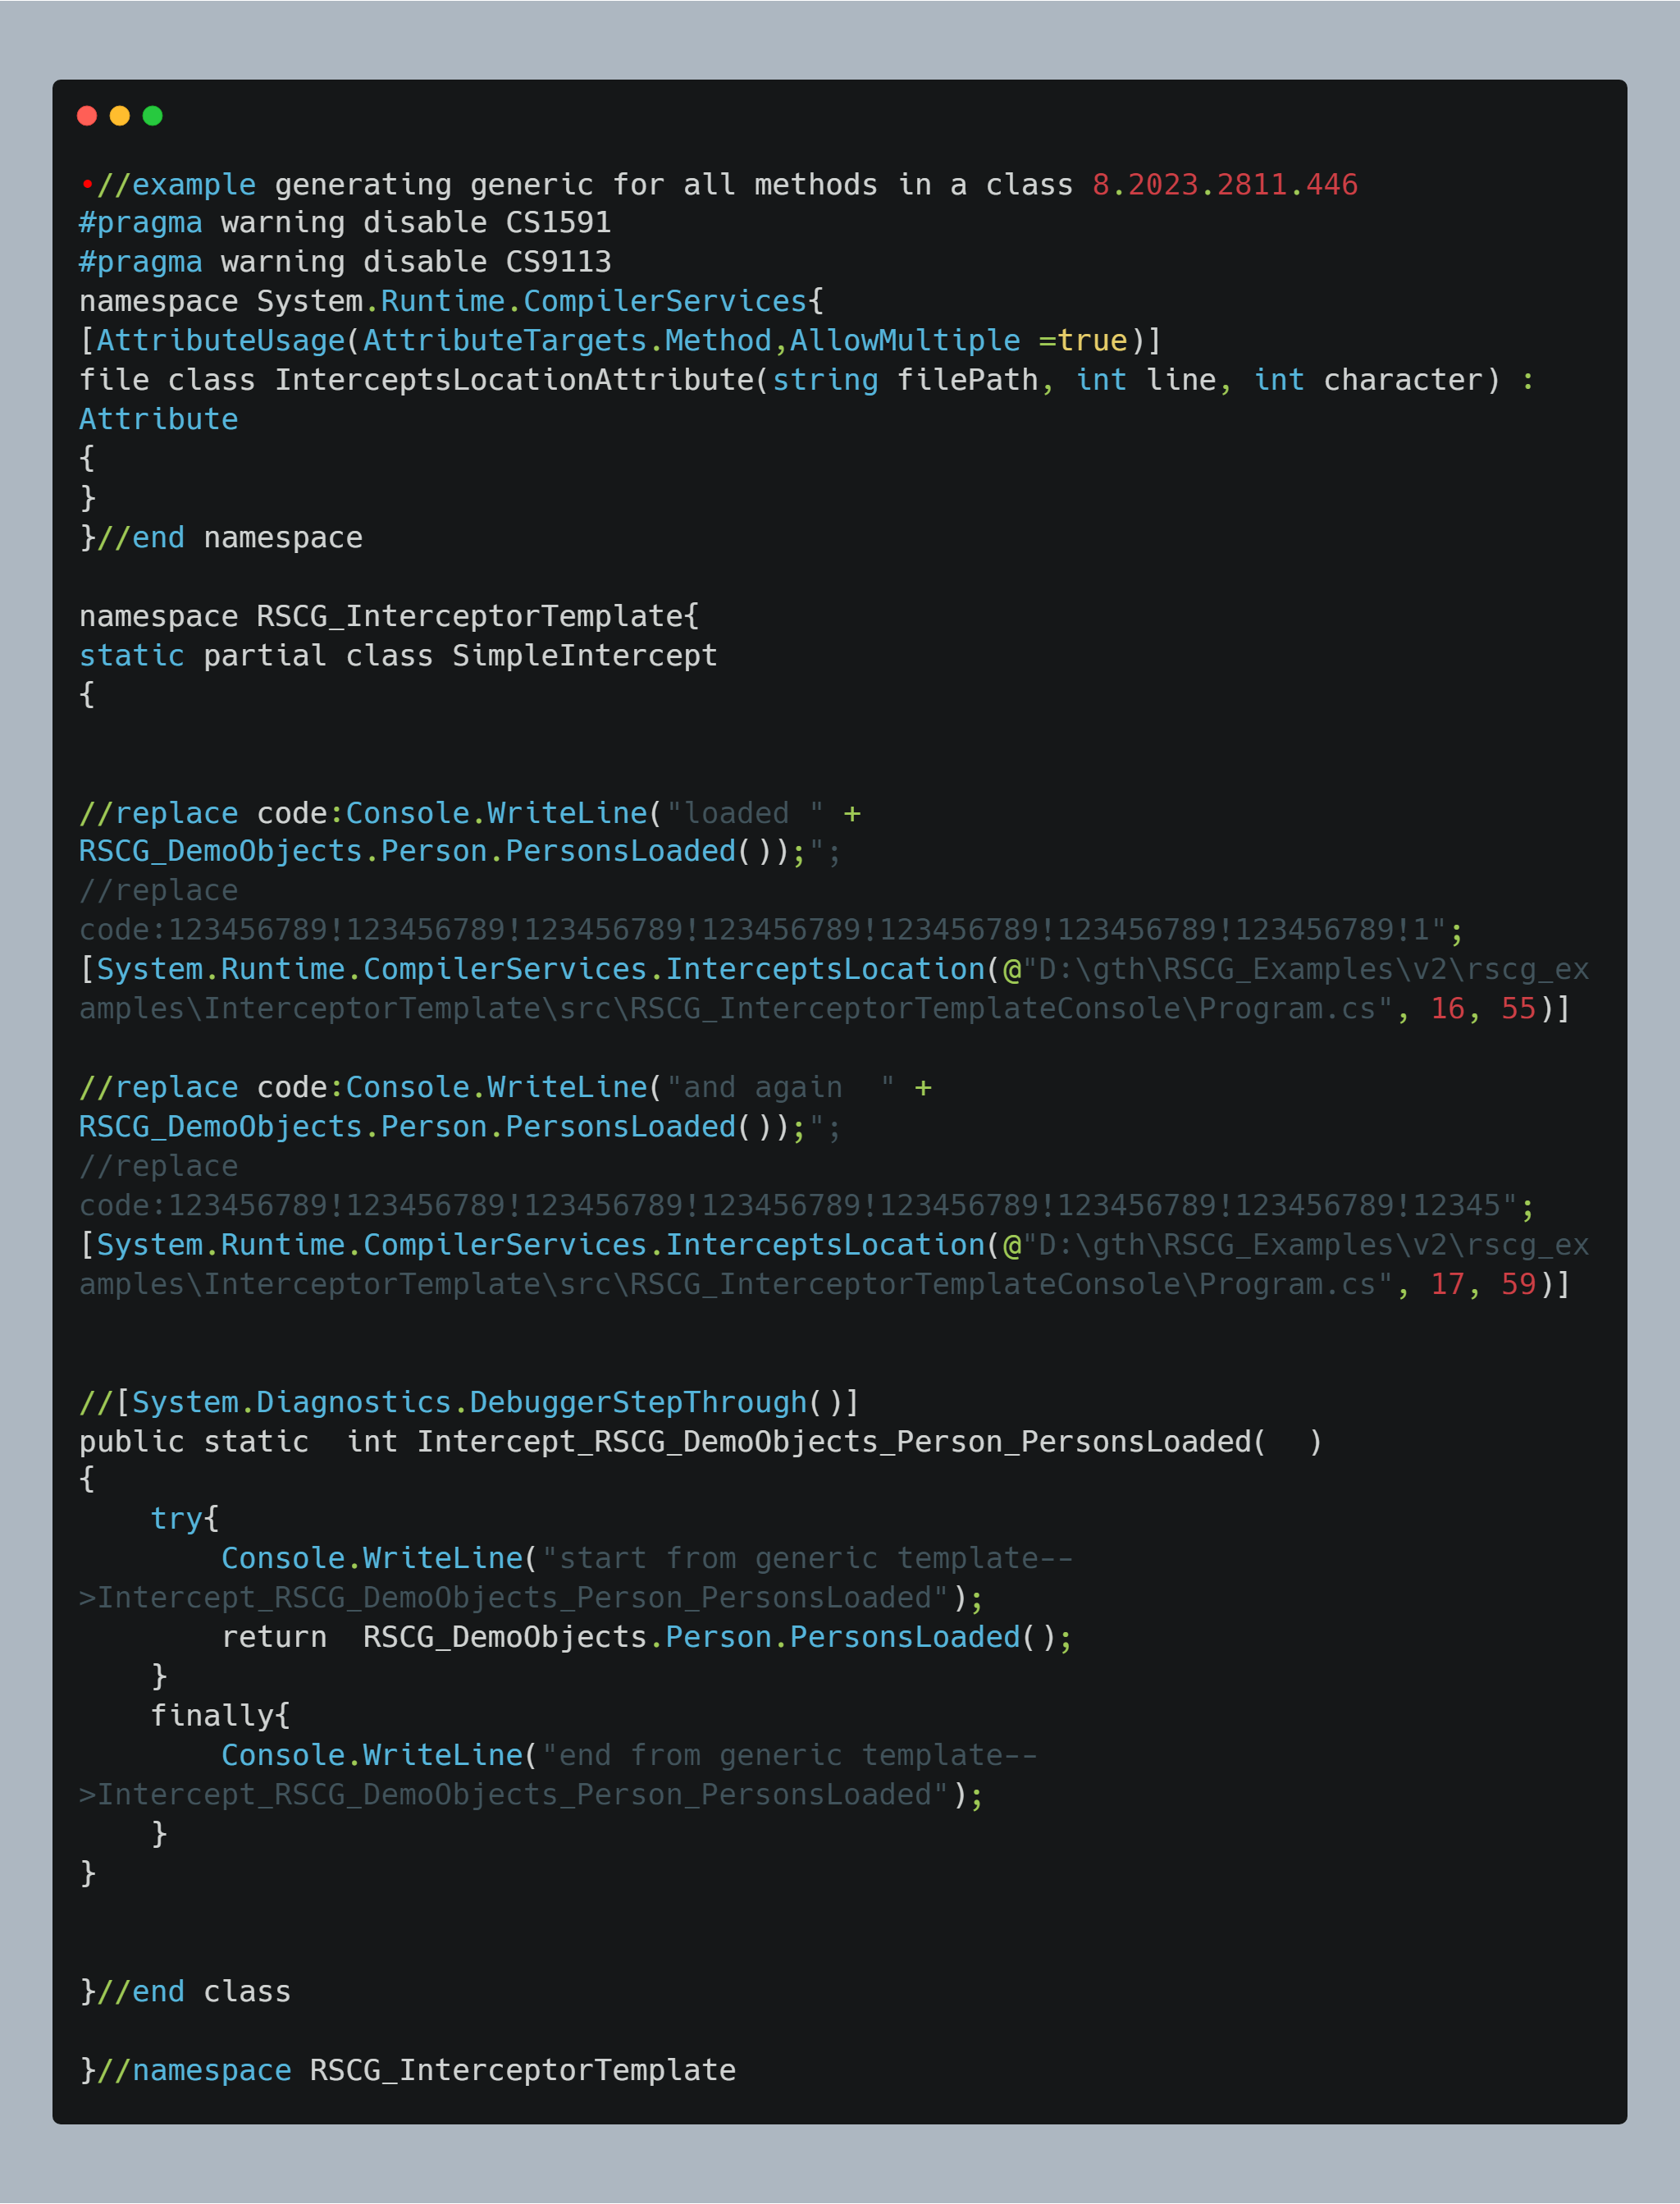 •//example generating generic for all methods in a class 8.2023.2811.446
#pragma warning disable CS1591
#pragma warning disable CS9113
namespace System.Runtime.CompilerServices{
[AttributeUsage(AttributeTargets.Method,AllowMultiple =true)]
file class InterceptsLocationAttribute(string filePath, int line, int character) :
Attribute
{
}
}//end namespace
namespace RSCG_InterceptorTemplate{
static partial class SimpleIntercept
{
//replace code:Console.WriteLine("loaded " +
RSCG_DemoObjects.Person.PersonsLoaded());";
//replace
code:123456789!123456789!123456789!123456789!123456789!123456789!123456789!1";
[System.Runtime.CompilerServices.InterceptsLocation(@"D:\gth\RSCG_Examples\v2\rscg_ex
amples\InterceptorTemplate\src\RSCG_InterceptorTemplateConsole\Program.cs", 16, 55)]
//replace code:Console.WriteLine("and again  " +
RSCG_DemoObjects.Person.PersonsLoaded());";
//replace
code:123456789!123456789!123456789!123456789!123456789!123456789!123456789!12345";
[System.Runtime.CompilerServices.InterceptsLocation(@"D:\gth\RSCG_Examples\v2\rscg_ex
amples\InterceptorTemplate\src\RSCG_InterceptorTemplateConsole\Program.cs", 17, 59)]
//[System.Diagnostics.DebuggerStepThrough()]
public static  int Intercept_RSCG_DemoObjects_Person_PersonsLoaded(  )
{
    try{
        Console.WriteLine("start from generic template--
>Intercept_RSCG_DemoObjects_Person_PersonsLoaded");
        return  RSCG_DemoObjects.Person.PersonsLoaded();
    }
    finally{
        Console.WriteLine("end from generic template--
>Intercept_RSCG_DemoObjects_Person_PersonsLoaded");
    }
}
}//end class
}//namespace RSCG_InterceptorTemplate